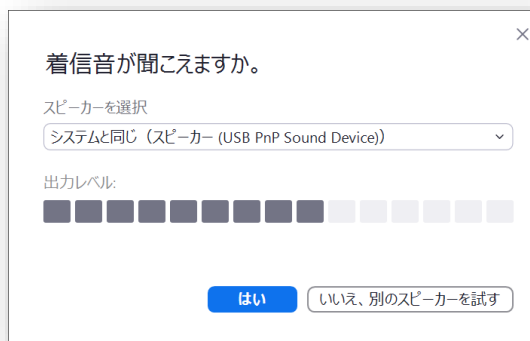 着信音が聞こえますか。
スピーカーを選択
システムと同じ（スピーカー (USB PnP Sound Device)）
出力レベル:
はい
いいえ、別のスピーカーを試す